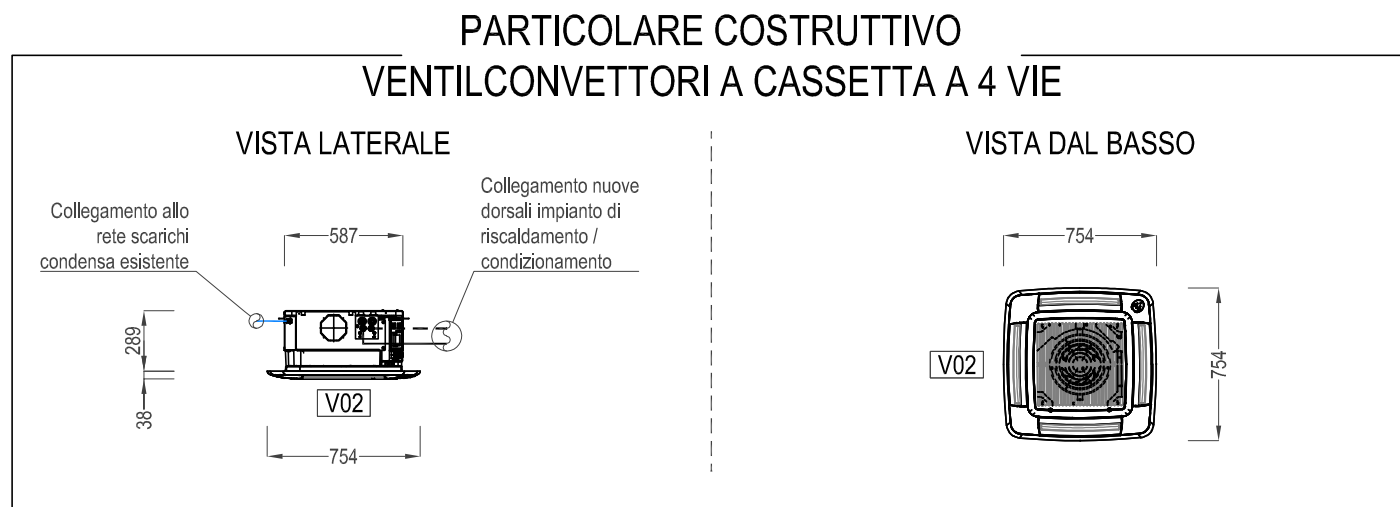 PARTICOLARE COSTRUTTIVO
VENTILCONVETTORI A CASSETTA A 4 VIE
VISTA LATERALE
Collegamento allo
rete scarichi
condensa esistente
587
Collegamento nuove
dorsali impianto di
riscaldamento /
condizionamento
289
38
V02
754
VISTA DAL BASSO
754
V02
754